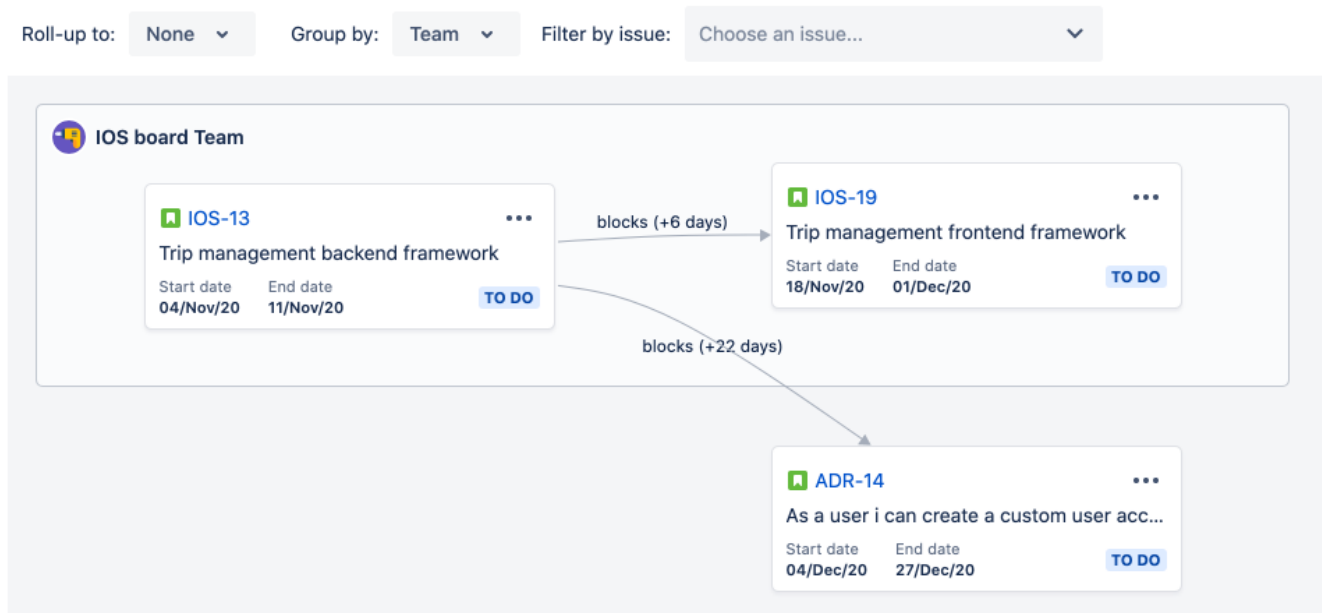 Roll-up to: None Group by: Team Filter by issue: Choose an issue...
IOS board Team
IOS-13
Trip management backend framework
Start date End date
04/Nov/20 11/Nov/20
TO DO
blocks (+6 days)
IOS-19
Trip management frontend framework
Start date End date
18/Nov/20 01/Dec/20
TO DO
blocks (+22 days)
ADR-14
As a user i can create a custom user acc...
Start date End date
04/Dec/20 27/Dec/20
TO DO